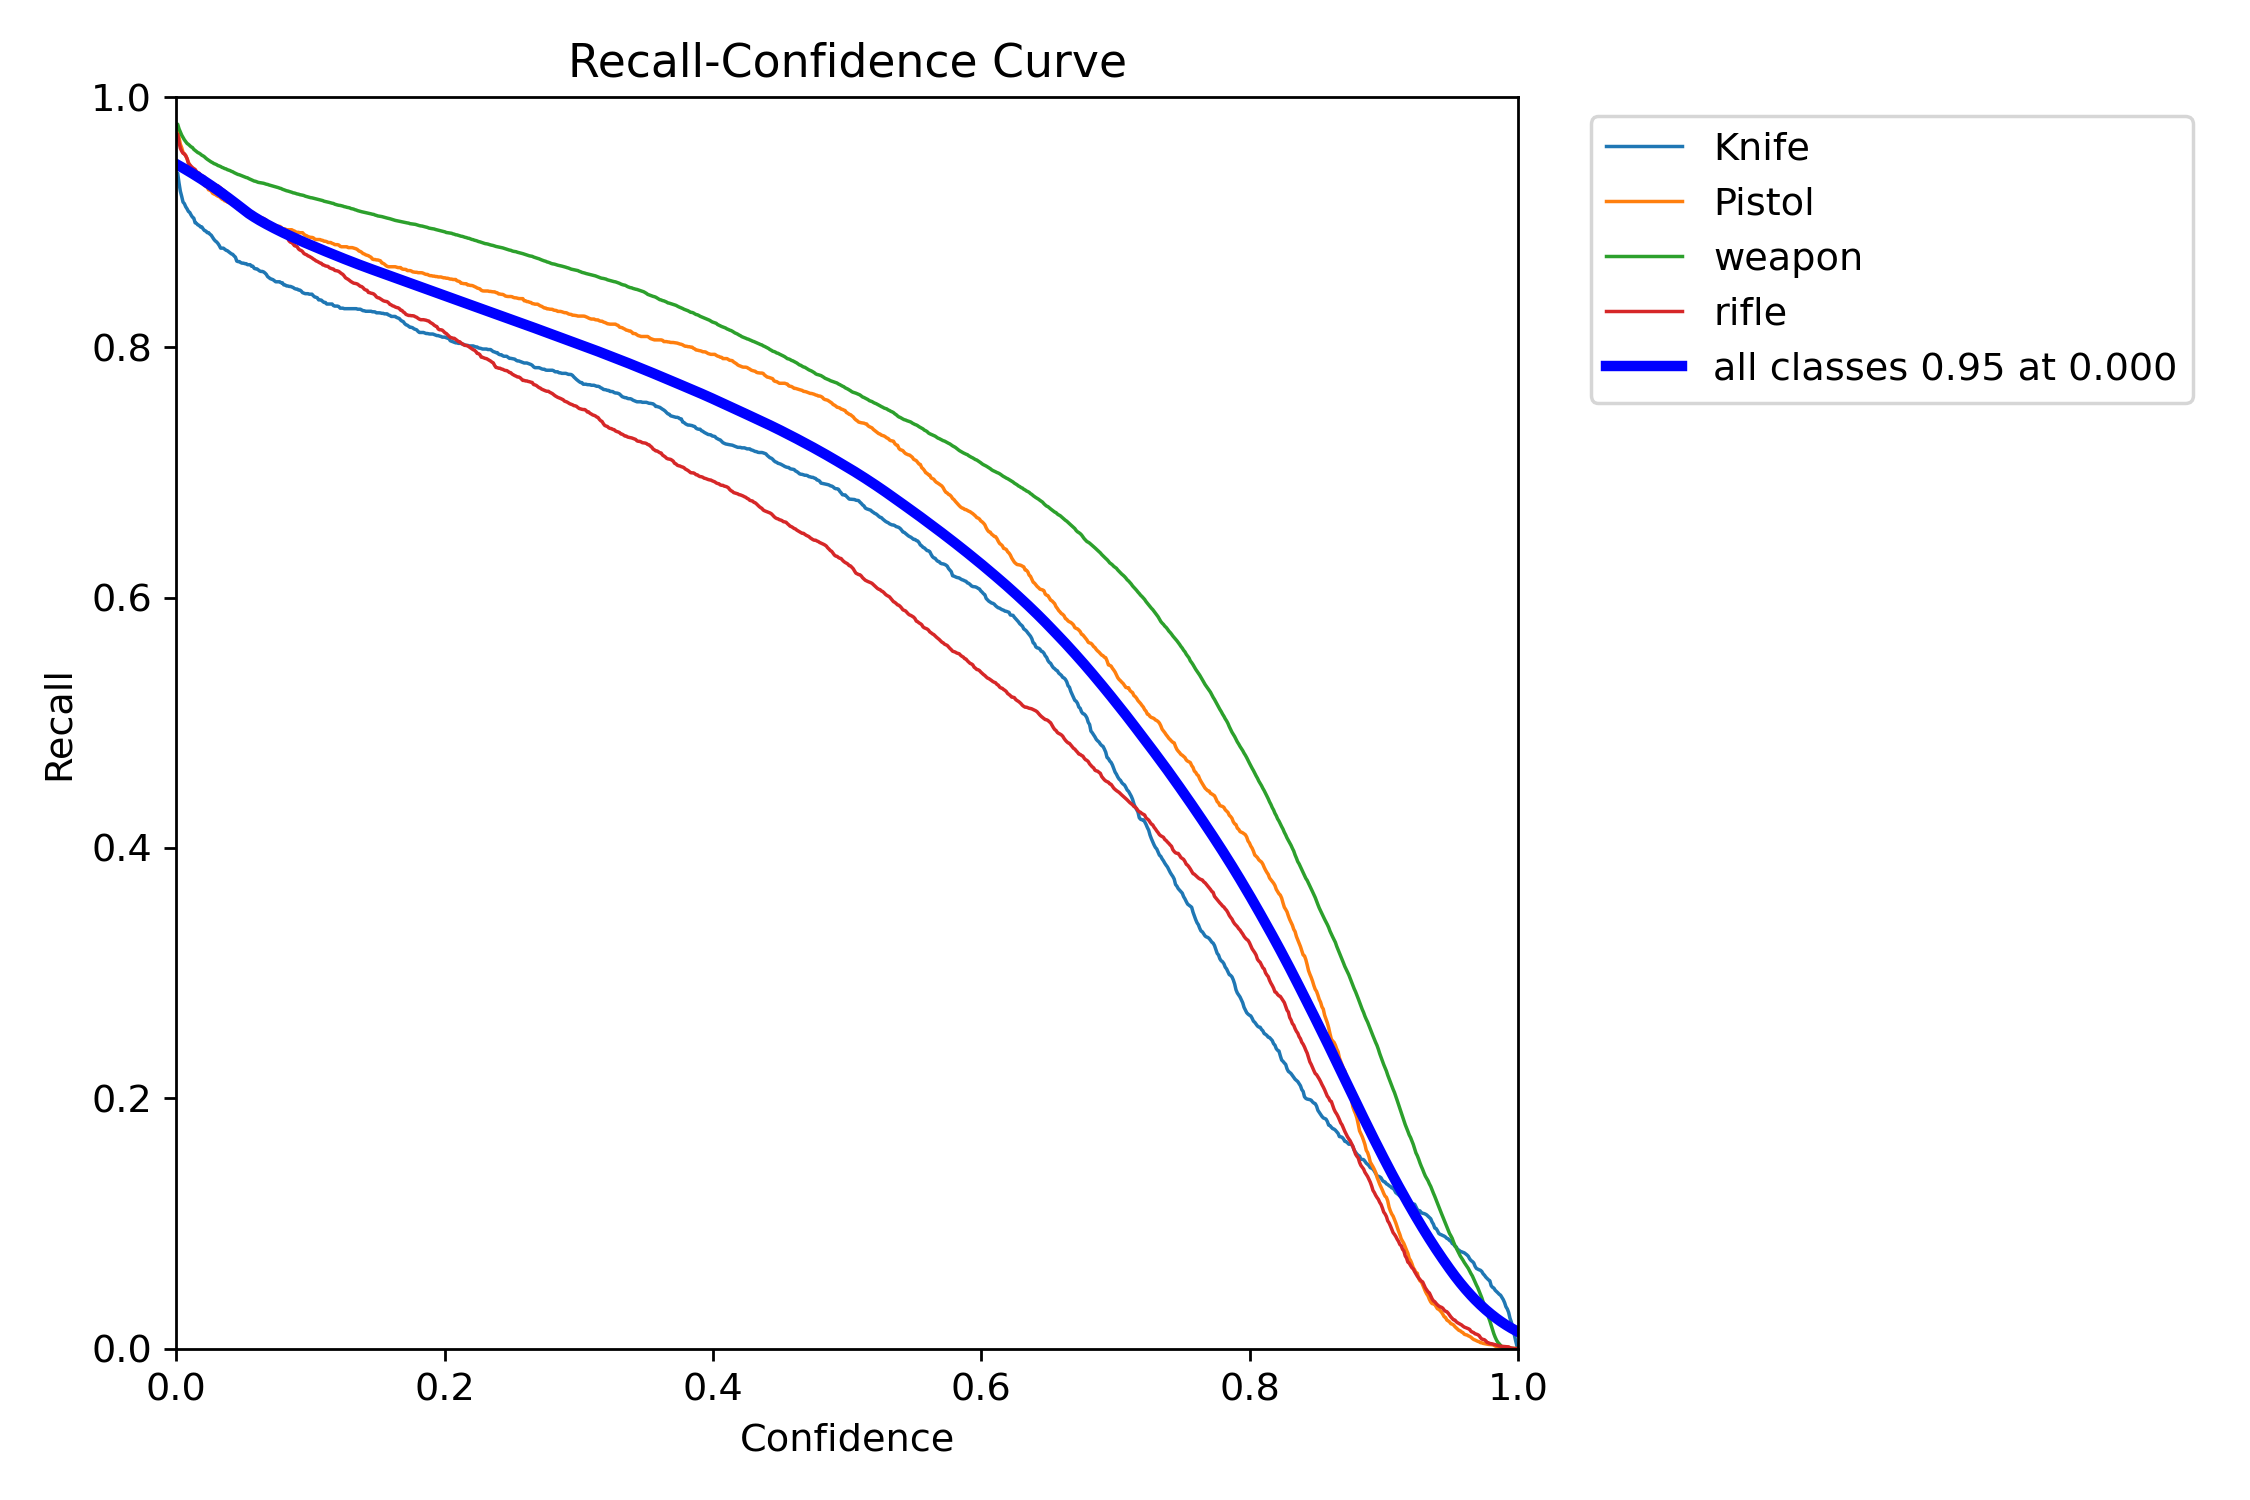 Recall-Confidence Curve
1.0
0.8
0.6
0.4
0.2
0.0
Recall
0.0 0.2 0.4 0.6 0.8 1.0
Confidence
Knife
Pistol
weapon
rifle
all classes 0.95 at 0.000